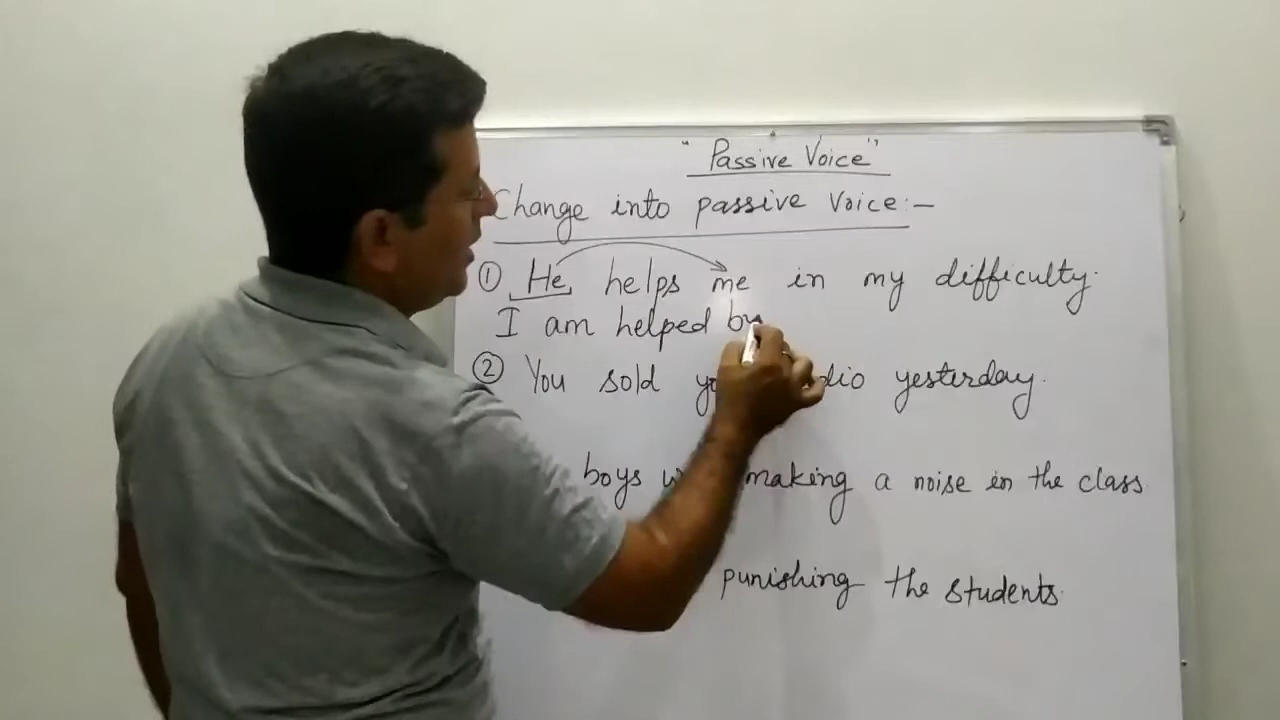 "Passive Voice"
Change into passive Voice:-
① He helps me in my difficulty.
I am helped by
② You sold yesterday.
boys making a noise in the class
punishing the students.